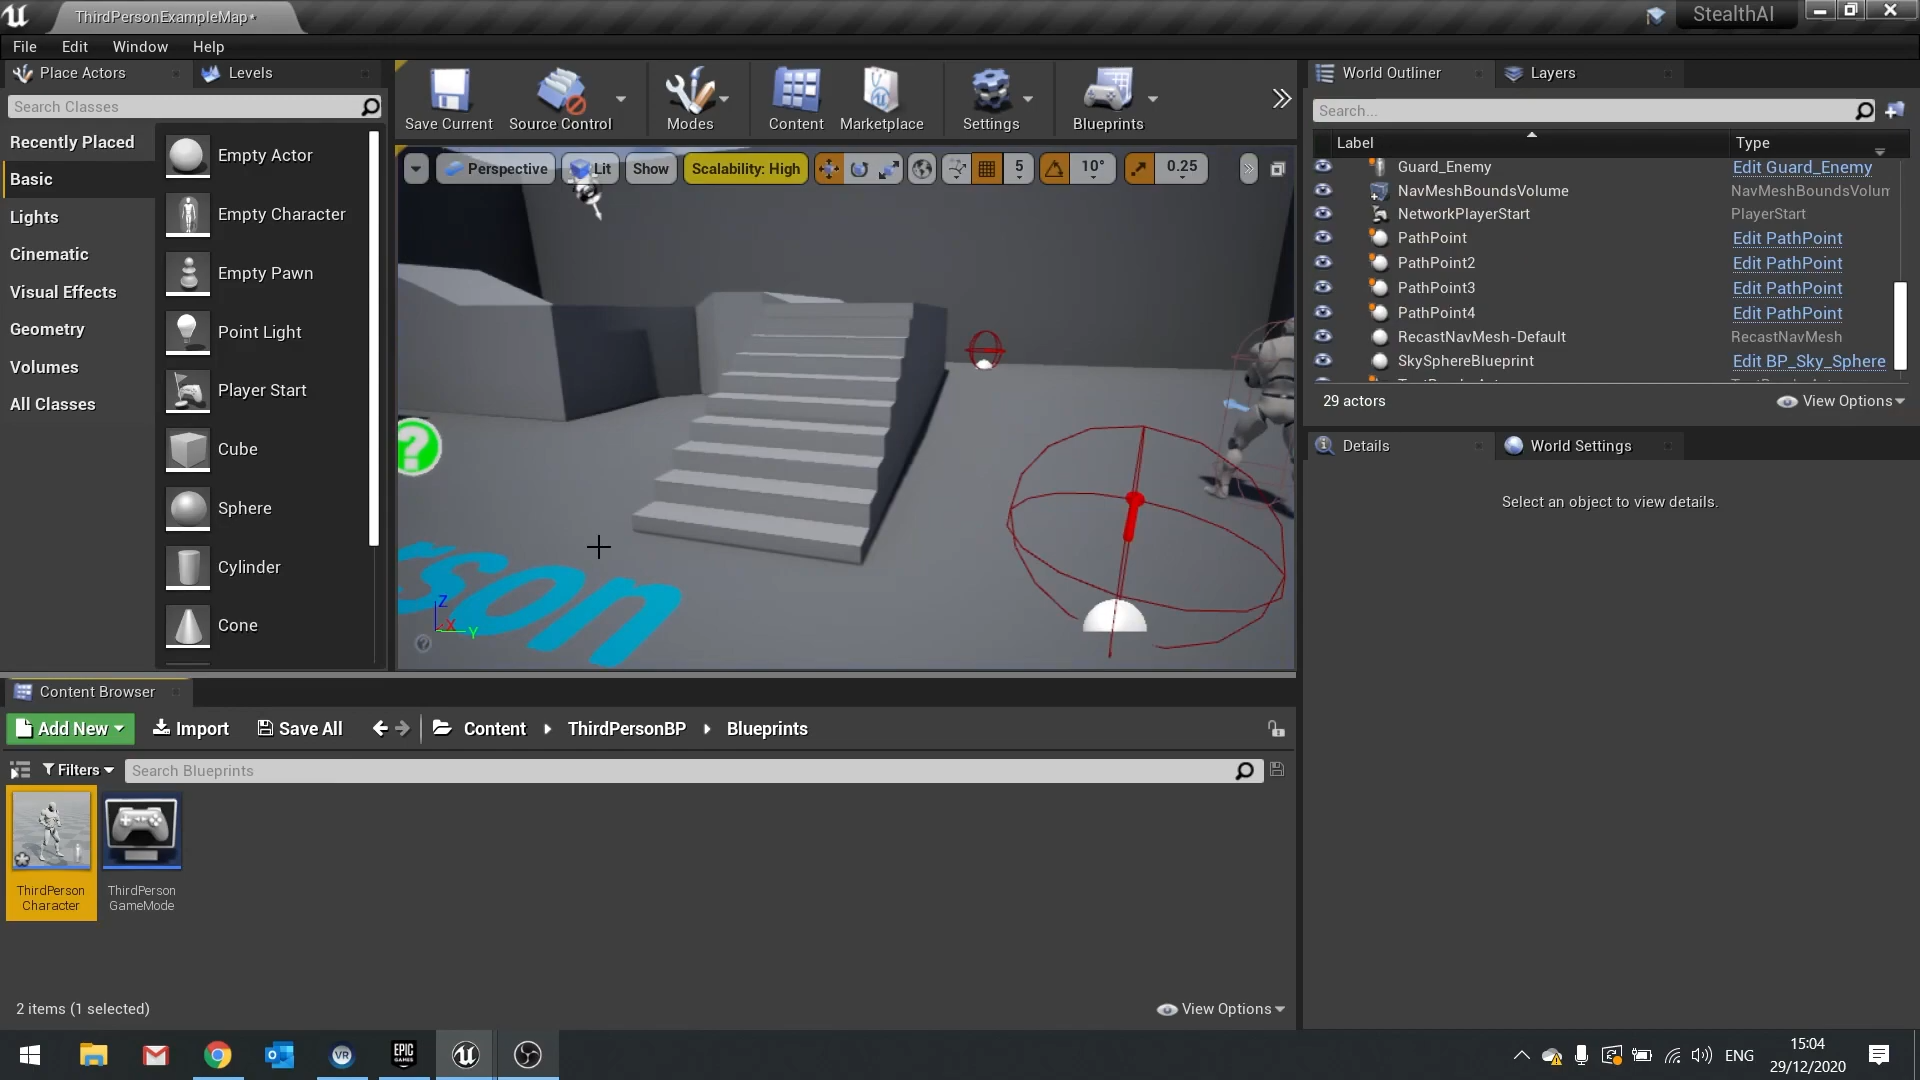 ThirdPersonExampleMap*
StealthAI
File Edit Window Help
Place Actors
Levels
Search Classes
Recently Placed
Basic
Lights
Cinematic
Visual Effects
Geometry
Volumes
All Classes
Empty Actor
Empty Character
Empty Pawn
Point Light
Player Start
Cube
Sphere
Cylinder
Cone
Save Current
Source Control
Modes
Content
Marketplace
Settings
Blueprints
Perspective
Lit
Show
Scalability: High
5
10°
0.25
?
son
Z
X
Y
World Outliner
Layers
Search...
Label Type
Guard_Enemy Edit Guard_Enemy
NavMeshBoundsVolume NavMeshBoundsVolum
NetworkPlayerStart PlayerStart
PathPoint Edit PathPoint
PathPoint2 Edit PathPoint
PathPoint3 Edit PathPoint
PathPoint4 Edit PathPoint
RecastNavMesh-Default RecastNavMesh
SkySphereBlueprint Edit BP_Sky_Sphere
29 actors
View Options
Details
World Settings
Select an object to view details.
Content Browser
Add New
Import
Save All
Content
ThirdPersonBP
Blueprints
Filters
Search Blueprints
ThirdPerson
Character
ThirdPerson
GameMode
2 items (1 selected)
View Options
VR
EPIC
GAMES
ENG
15:04
29/12/2020